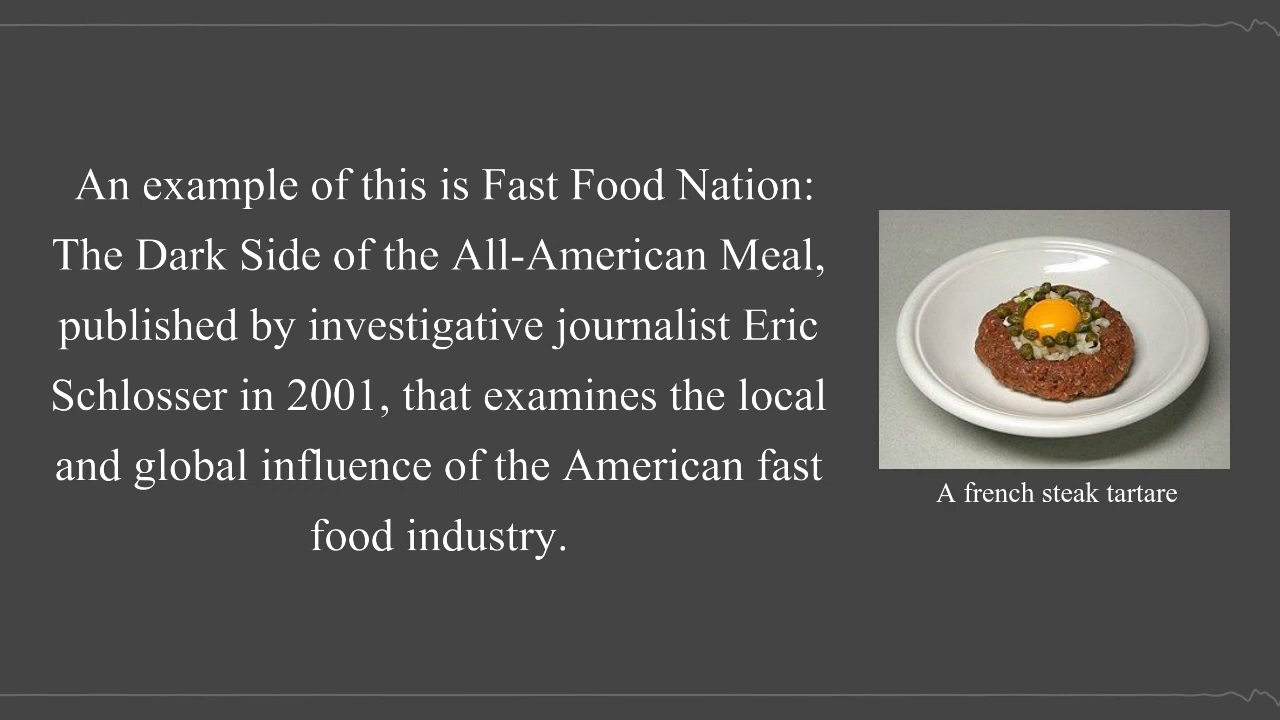 An example of this is Fast Food Nation:
The Dark Side of the All-American Meal,
published by investigative journalist Eric
Schlosser in 2001, that examines the local
and global influence of the American fast
food industry.
A french steak tartare